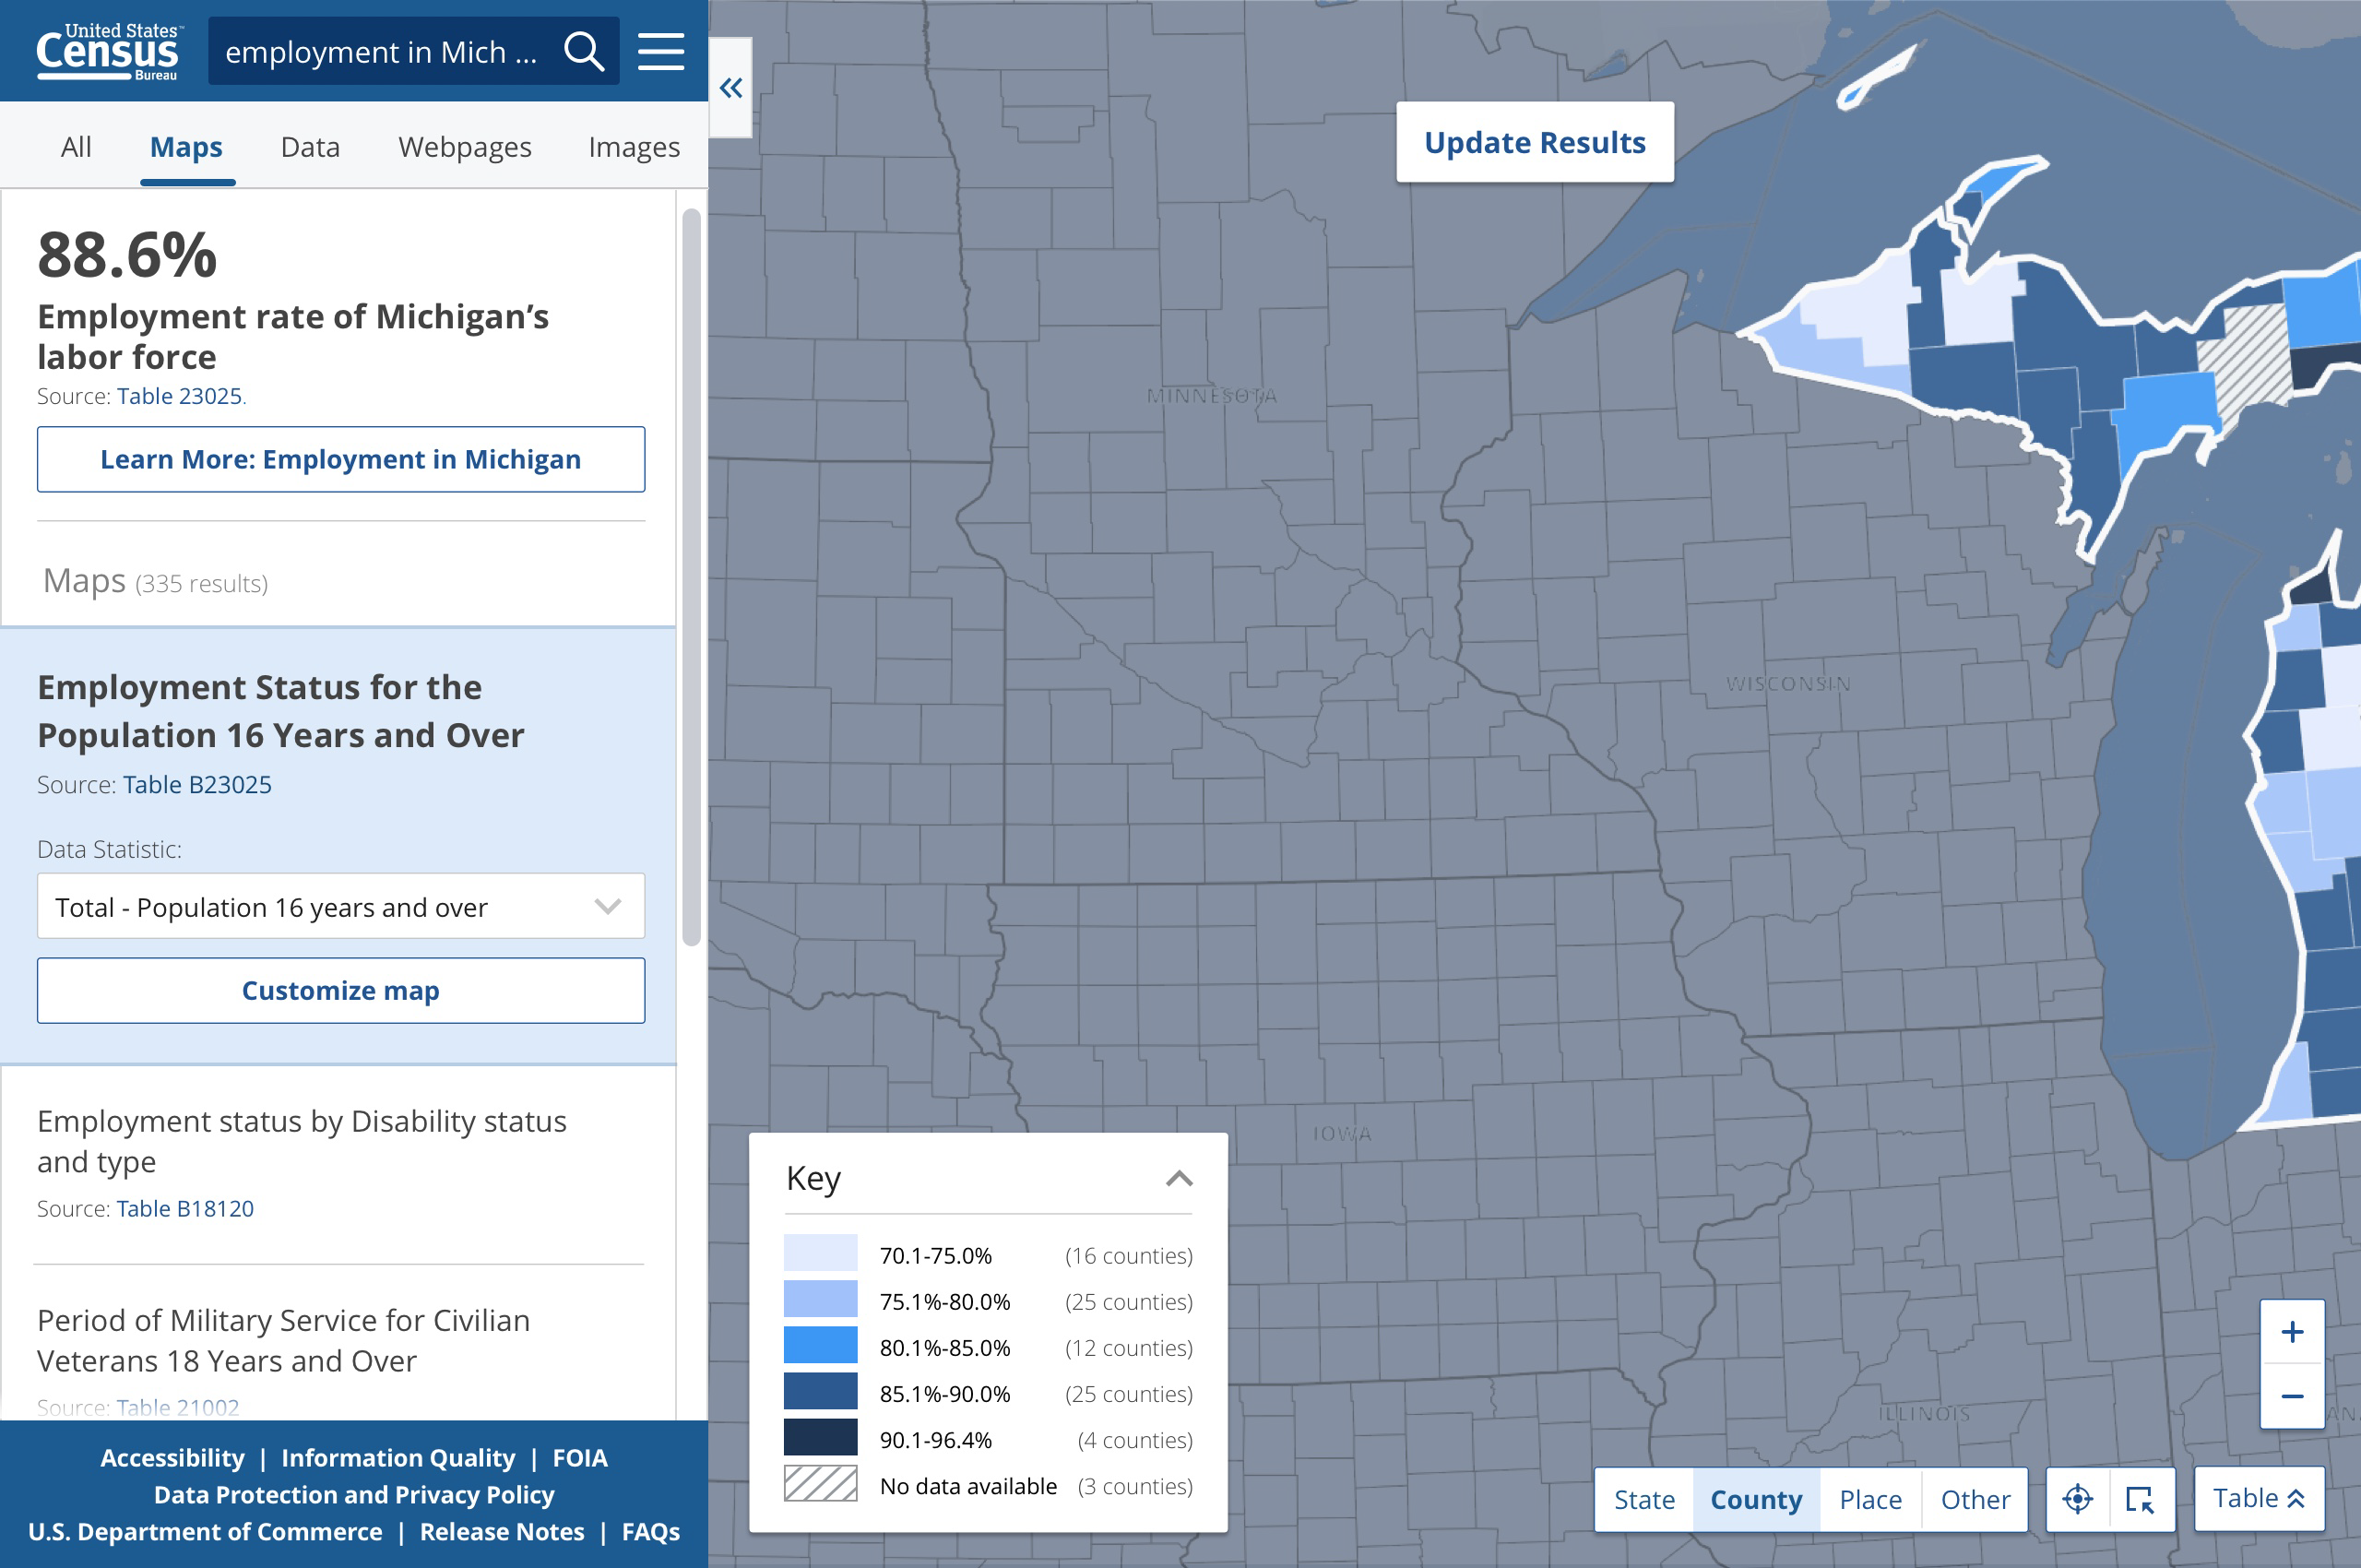 United States™
Census
Bureau
employment in Mich ...
All Maps Data Webpages Images
88.6%
Employment rate of Michigan’s
labor force
Source: Table 23025.
Learn More: Employment in Michigan
Maps (335 results)
Employment Status for the
Population 16 Years and Over
Source: Table B23025
Data Statistic:
Total - Population 16 years and over
Customize map
Employment status by Disability status
and type
Source: Table B18120
Period of Military Service for Civilian
Veterans 18 Years and Over
Source: Table 21002
Accessibility | Information Quality | FOIA
Data Protection and Privacy Policy
U.S. Department of Commerce | Release Notes | FAQs
Update Results
MINNESOTA
WISCONSIN
IOWA
ILLINOIS
Key
70.1-75.0% (16 counties)
75.1%-80.0% (25 counties)
80.1%-85.0% (12 counties)
85.1%-90.0% (25 counties)
90.1-96.4% (4 counties)
No data available (3 counties)
+
−
State County Place Other
Table